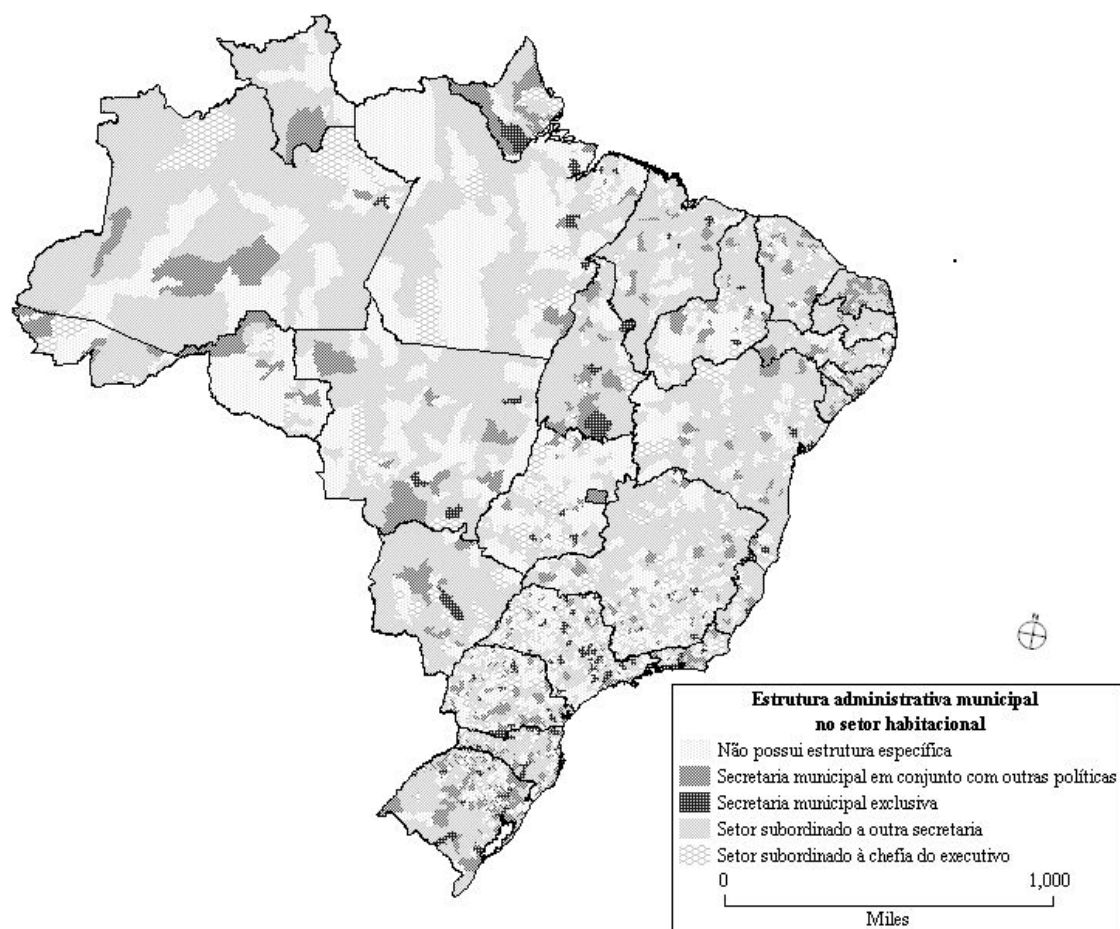 N
Estrutura administrativa municipal
no setor habitacional
Não possui estrutura específica
Secretaria municipal em conjunto com outras políticas
Secretaria municipal exclusiva
Setor subordinado a outra secretaria
Setor subordinado à chefia do executivo
0 1,000
Miles